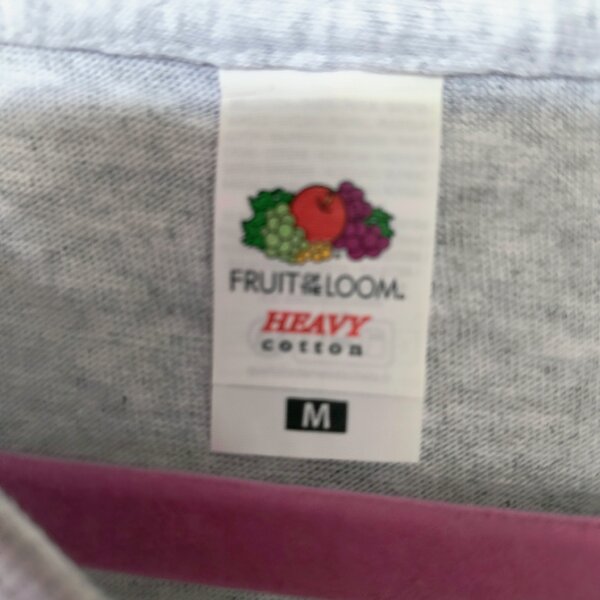 FRUIT OF THE LOOM.
HEAVY
cotton
M